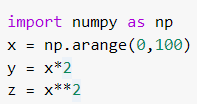 import numpy as np
x = np.arange(0,100)
y = x*2
z = x**2